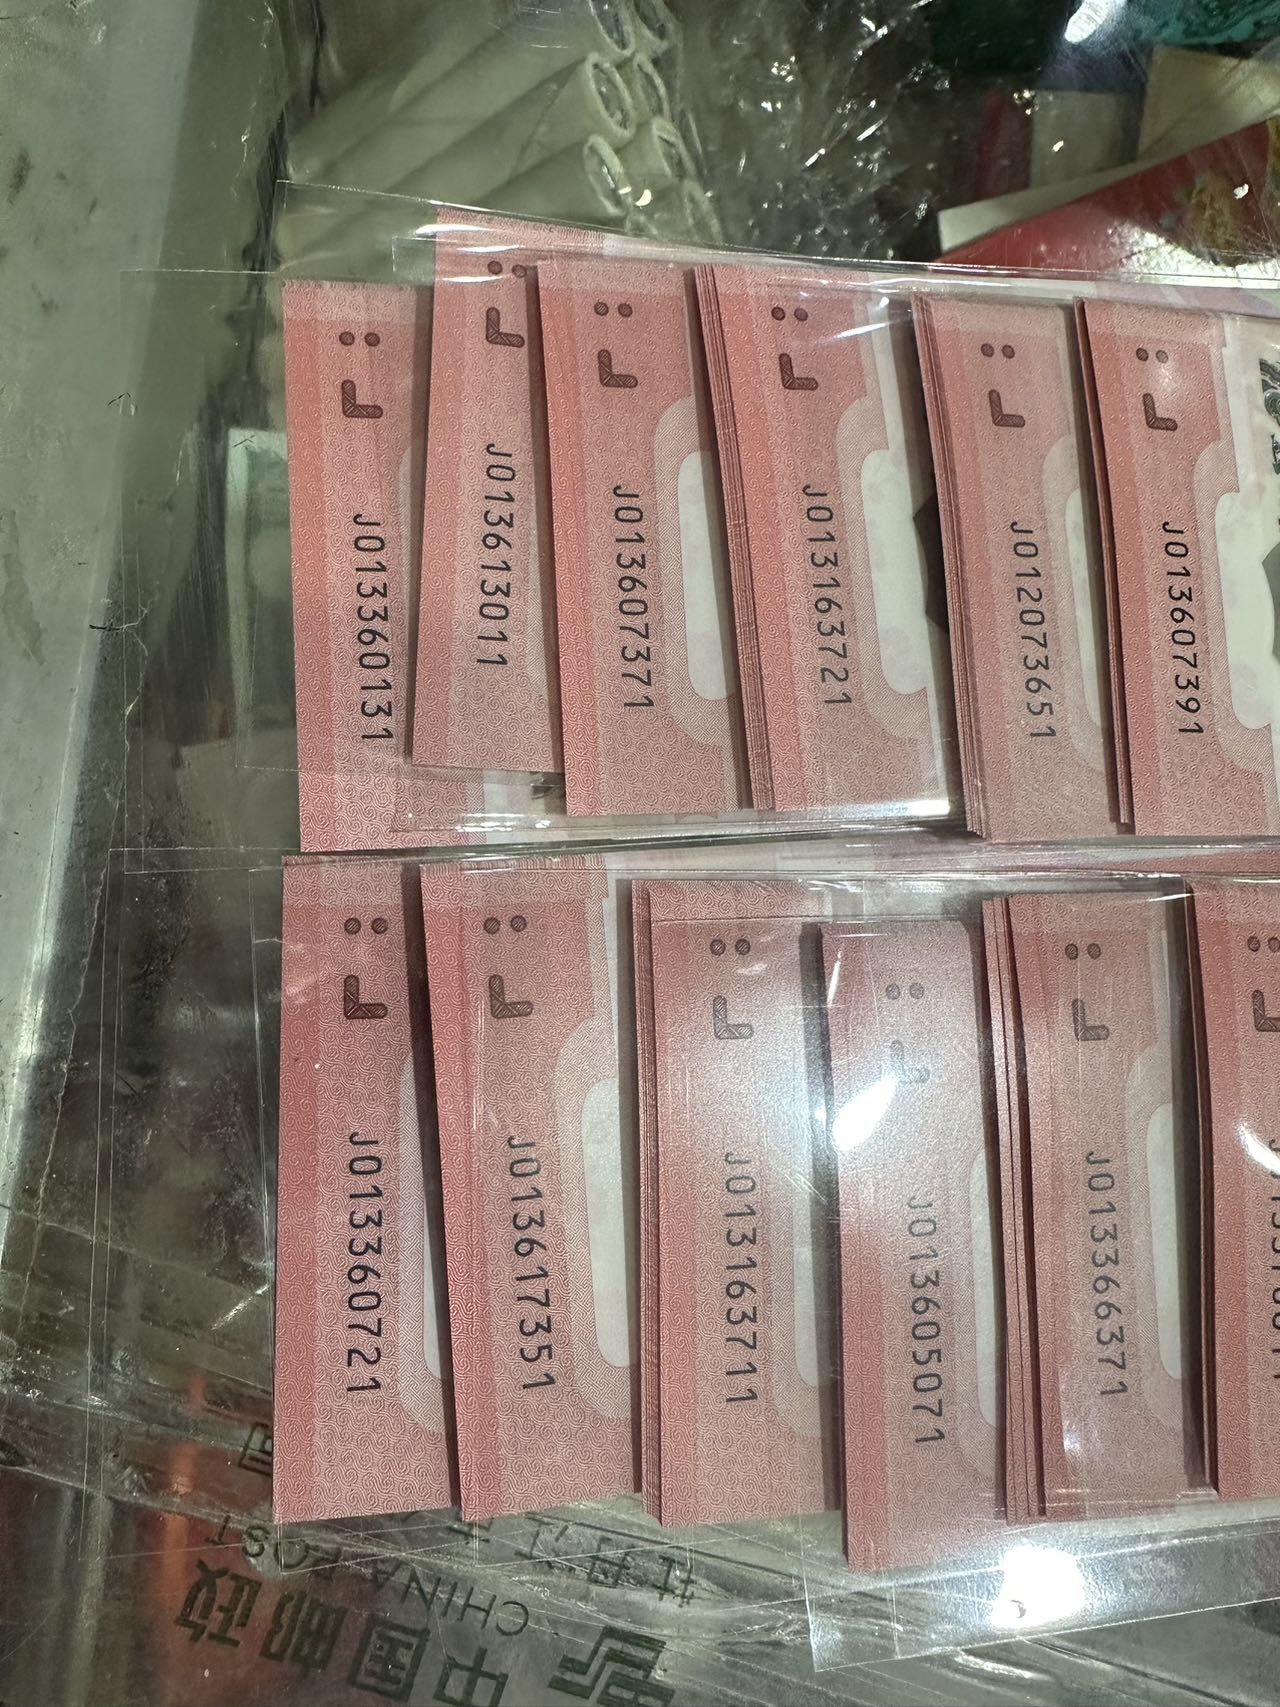 J013360131
J013613011
J013607371
J013163721
J012073651
J013607391
J013360721
J013617351
J013163711
J013605071
J013366371
中国邮政
CHINA POST